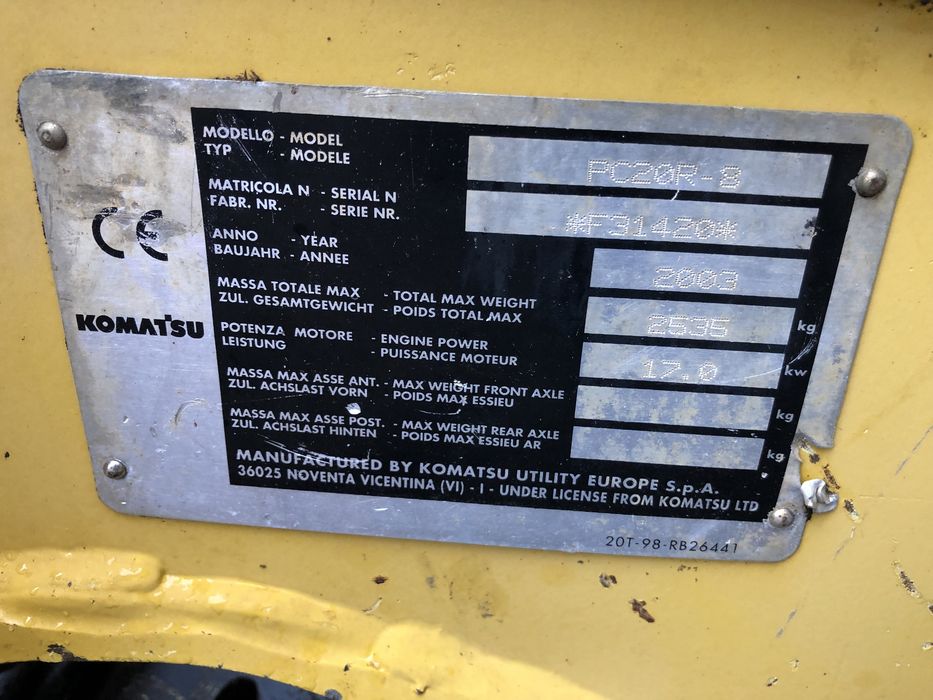 MODELLO - MODEL PC20R-8
TYP - MODELE
MATRICOLA N - SERIAL N *F31420*
FABR. NR. - SERIE NR.
ANNO - YEAR 2003
BAUJAHR - ANNEE
MASSA TOTALE MAX - TOTAL MAX WEIGHT 2535 kg
ZUL. GESAMTGEWICHT - POIDS TOTAL MAX
POTENZA MOTORE - ENGINE POWER 17.0 kw
LEISTUNG - PUISSANCE MOTEUR
MASSA MAX ASSE ANT. - MAX WEIGHT FRONT AXLE kg
ZUL. ACHSLAST VORN - POIDS MAX ESSIEU
MASSA MAX ASSE POST. - MAX WEIGHT REAR AXLE kg
ZUL. ACHSLAST HINTEN - POIDS MAX ESSIEU AR
MANUFACTURED BY KOMATSU UTILITY EUROPE S.p.A.
36025 NOVENTA VICENTINA (VI) - I - UNDER LICENSE FROM KOMATSU LTD
CE
KOMATSU
20T-98-RB26441